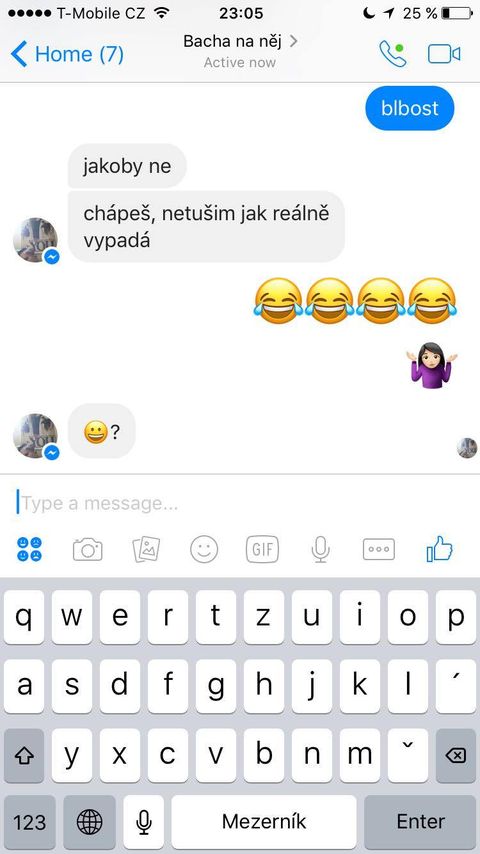 T-Mobile CZ 23:05 25 %
Home (7) Bacha na něj
Active now
blbost
jakoby ne
chápeš, netuším jak reálně
vypadá
😂😂😂😂
🤷🏻‍♀️
😀?
Type a message...
GIF
q w e r t z u i o p
a s d f g h j k l ´
y x c v b n m ˇ
123 Mezerník Enter